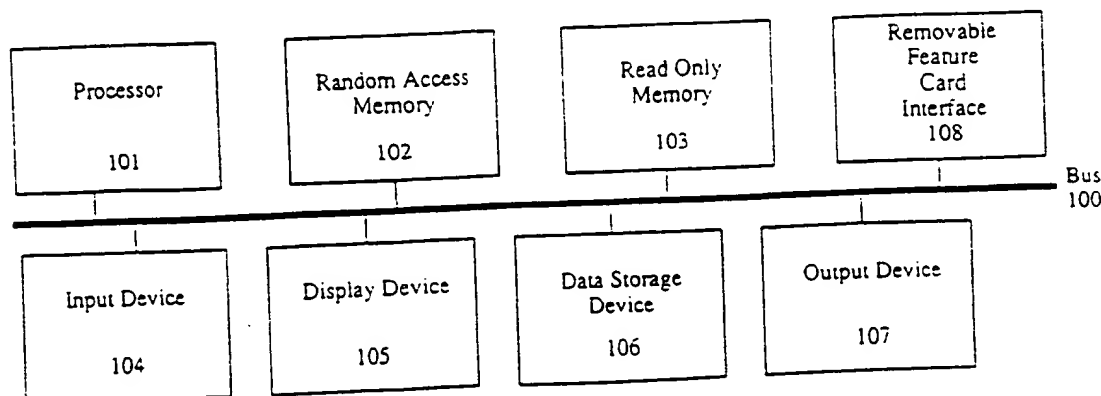 Processor
101
Random Access
Memory
102
Read Only
Memory
103
Removable
Feature
Card
Interface
108
Bus
100
Input Device
104
Display Device
105
Data Storage
Device
106
Output Device
107